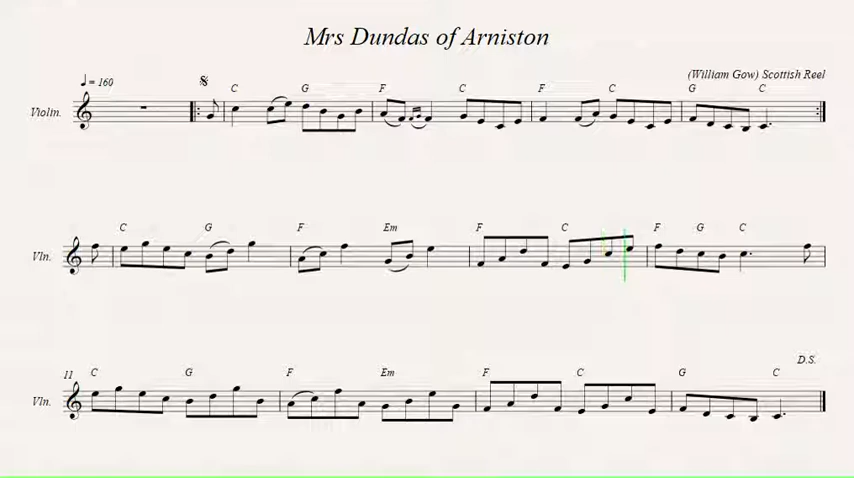 Mrs Dundas of Arniston
♩ = 160
(William Gow) Scottish Reel
C G F C F C G C
Violin.
C G F Em F C F G C
Vln.
D.S.
11 C G F Em F C G C
Vln.